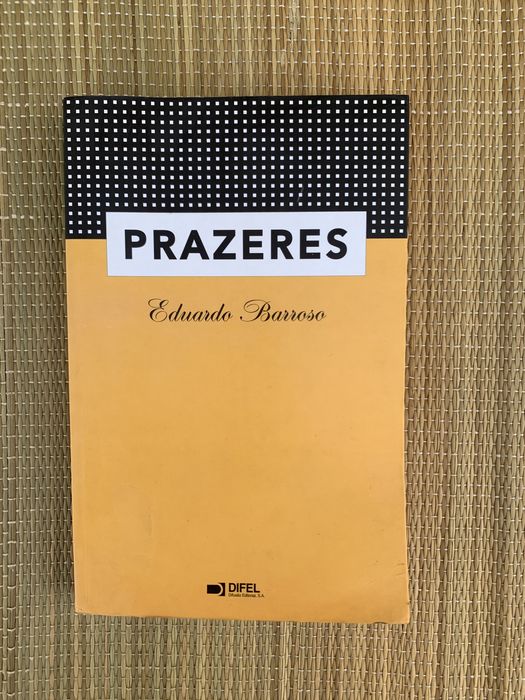 PRAZERES
Eduardo Barroso
DIFEL
Difusão Editorial, S.A.